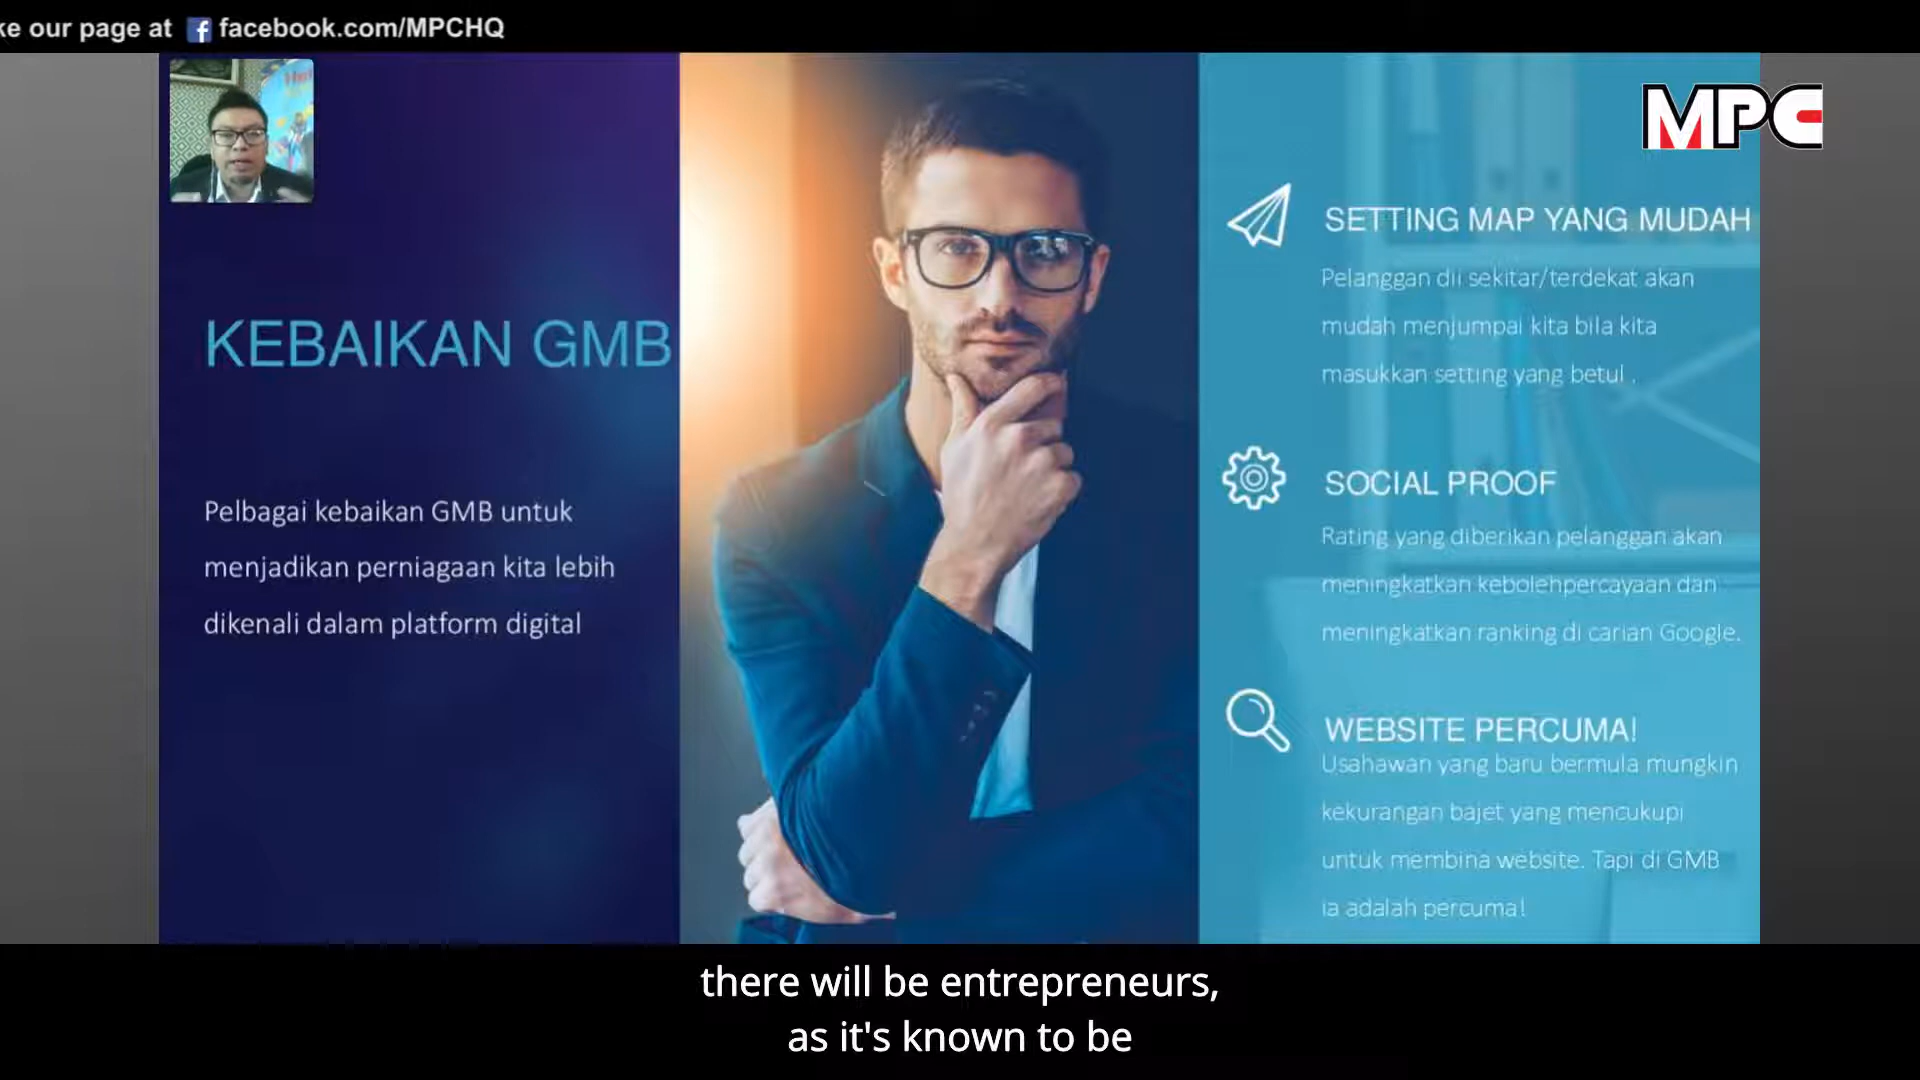 ke our page at facebook.com/MPCHQ
MPC
KEBAIKAN GMB
Pelbagai kebaikan GMB untuk
menjadikan perniagaan kita lebih
dikenali dalam platform digital
SETTING MAP YANG MUDAH
Pelanggan dii sekitar/terdekat akan
mudah menjumpai kita bila kita
masukkan setting yang betul .
SOCIAL PROOF
Rating yang diberikan pelanggan akan
meningkatkan kebolehpercayaan dan
meningkatkan ranking di carian Google.
WEBSITE PERCUMA!
Usahawan yang baru bermula mungkin
kekurangan bajet yang mencukupi
untuk membina website. Tapi di GMB
ia adalah percuma!
there will be entrepreneurs,
as it's known to be